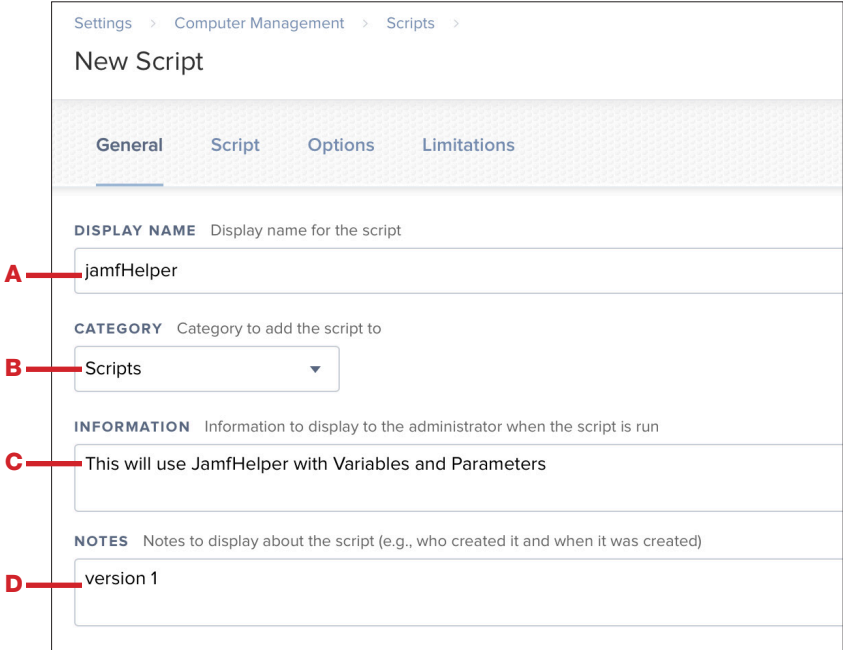 Settings > Computer Management > Scripts >
New Script
General Script Options Limitations
DISPLAY NAME Display name for the script
A jamfHelper
CATEGORY Category to add the script to
B Scripts
INFORMATION Information to display to the administrator when the script is run
C This will use JamfHelper with Variables and Parameters
NOTES Notes to display about the script (e.g., who created it and when it was created)
D version 1